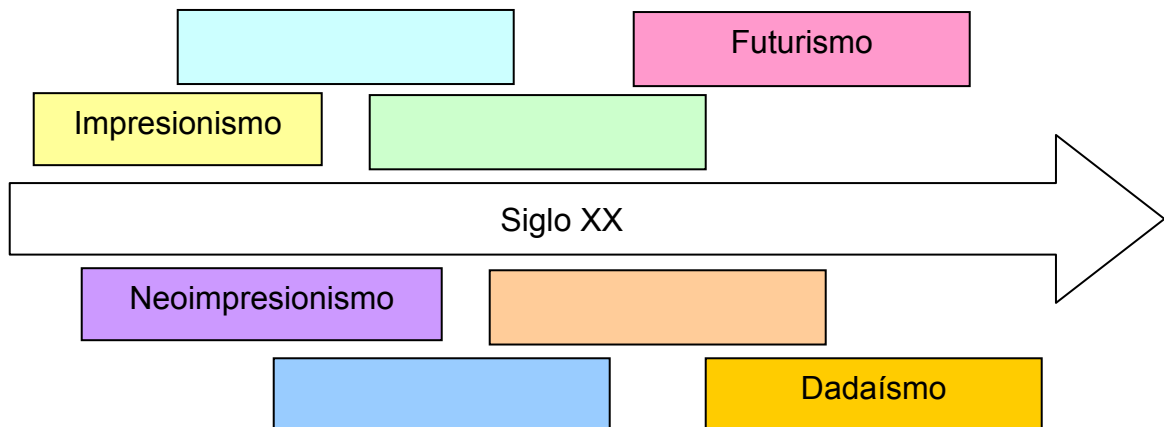 Futurismo
Impresionismo
Siglo XX
Neoimpresionismo
Dadaísmo